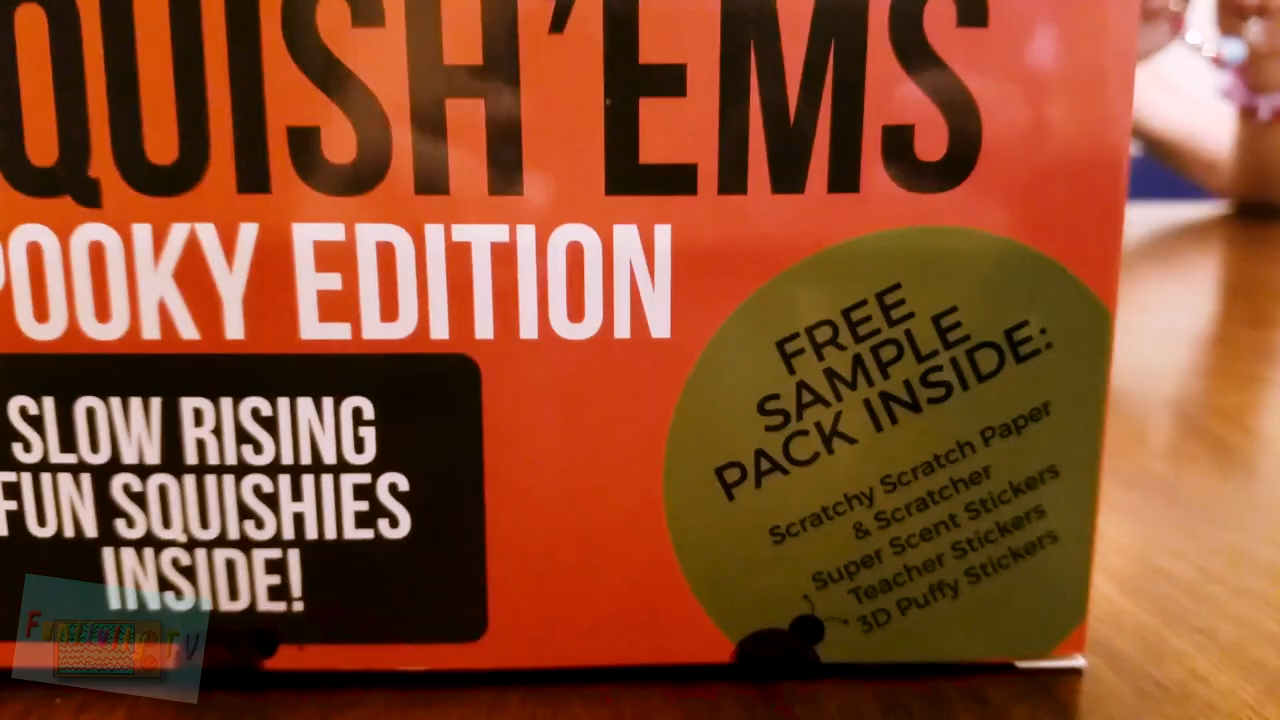 QUISH'EMS
POOKY EDITION
SLOW RISING
FUN SQUISHIES
INSIDE!
FREE
SAMPLE
PACK INSIDE:
Scratchy Scratch Paper
& Scratcher
Super Scent Stickers
Teacher Stickers
3D Puffy Stickers